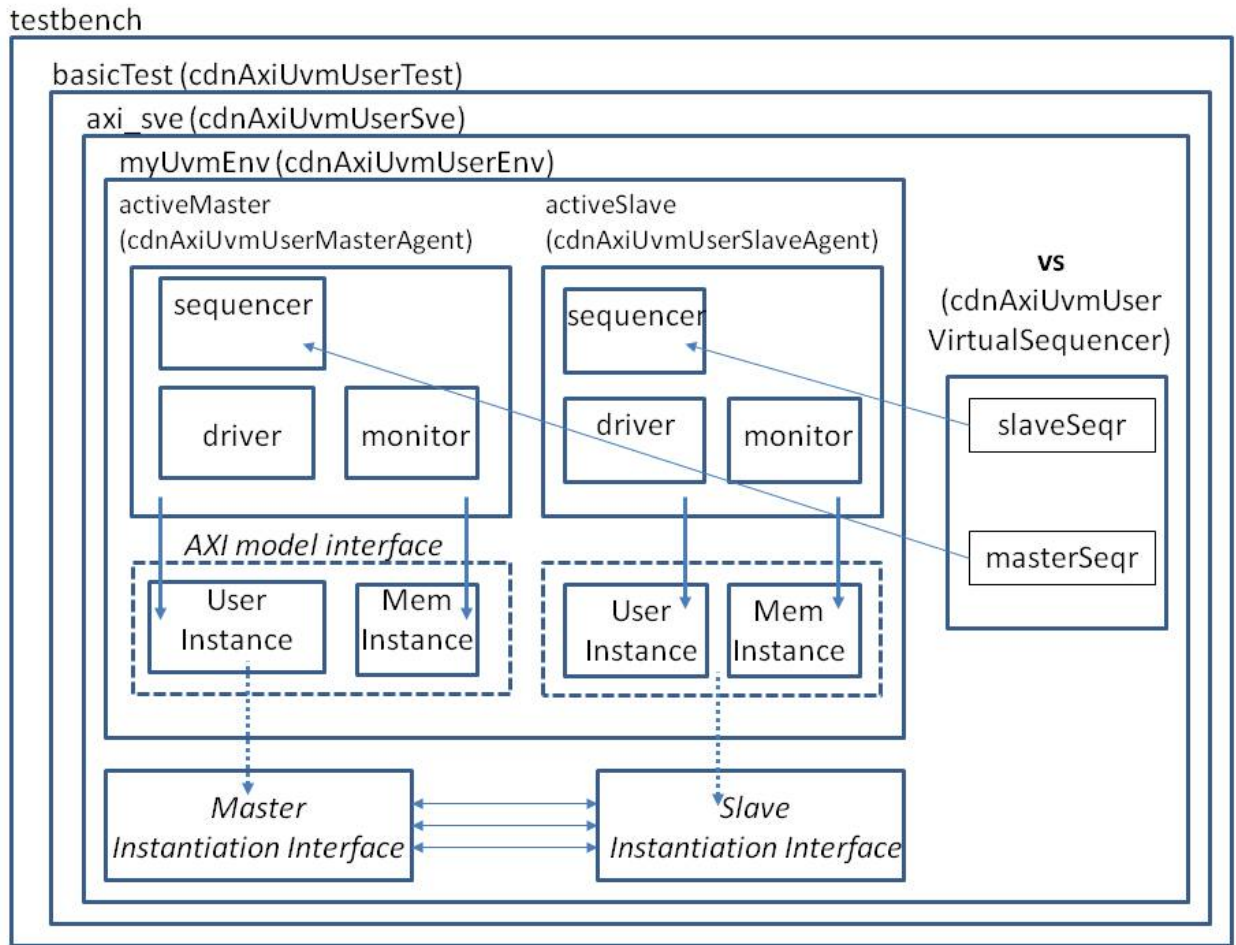 testbench
basicTest (cdnAxiUvmUserTest)
axi_sve (cdnAxiUvmUserSve)
myUvmEnv (cdnAxiUvmUserEnv)
activeMaster
(cdnAxiUvmUserMasterAgent)
sequencer
driver
monitor
activeSlave
(cdnAxiUvmUserSlaveAgent)
sequencer
driver
monitor
vs
(cdnAxiUvmUser
VirtualSequencer)
slaveSeqr
masterSeqr
AXI model interface
User
Instance
Mem
Instance
User
Instance
Mem
Instance
Master
Instantiation Interface
Slave
Instantiation Interface